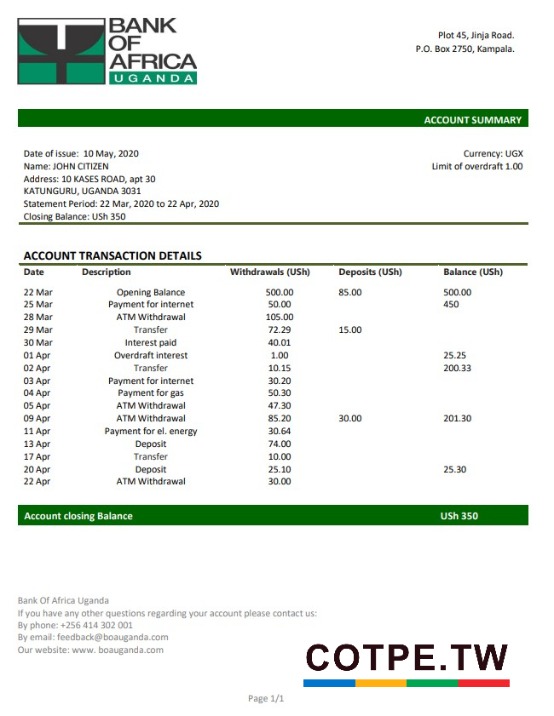 BANK
OF
AFRICA
UGANDA
Plot 45, Jinja Road.
P.O. Box 2750, Kampala.
ACCOUNT SUMMARY
Date of issue: 10 May, 2020
Currency: UGX
Name: JOHN CITIZEN
Limit of overdraft 1.00
Address: 10 KASES ROAD, apt 30
KATUNGURU, UGANDA 3031
Statement Period: 22 Mar, 2020 to 22 Apr, 2020
Closing Balance: USh 350
ACCOUNT TRANSACTION DETAILS
Date Description Withdrawals (USh) Deposits (USh) Balance (USh)
22 Mar Opening Balance 500.00 85.00 500.00
25 Mar Payment for internet 50.00 450
28 Mar ATM Withdrawal 105.00
29 Mar Transfer 72.29 15.00
30 Mar Interest paid 40.01
01 Apr Overdraft interest 1.00 25.25
02 Apr Transfer 10.15 200.33
03 Apr Payment for internet 30.20
04 Apr Payment for gas 50.30
05 Apr ATM Withdrawal 47.30
09 Apr ATM Withdrawal 85.20 30.00 201.30
11 Apr Payment for el. energy 30.64
13 Apr Deposit 74.00
17 Apr Transfer 10.00
20 Apr Deposit 25.10 25.30
22 Apr ATM Withdrawal 30.00
Account closing Balance USh 350
Bank Of Africa Uganda
If you have any other questions regarding your account please contact us:
By phone: +256 414 302 001
By email: feedback@boauganda.com
Our website: www. boauganda.com
COTPE.TW
Page 1/1